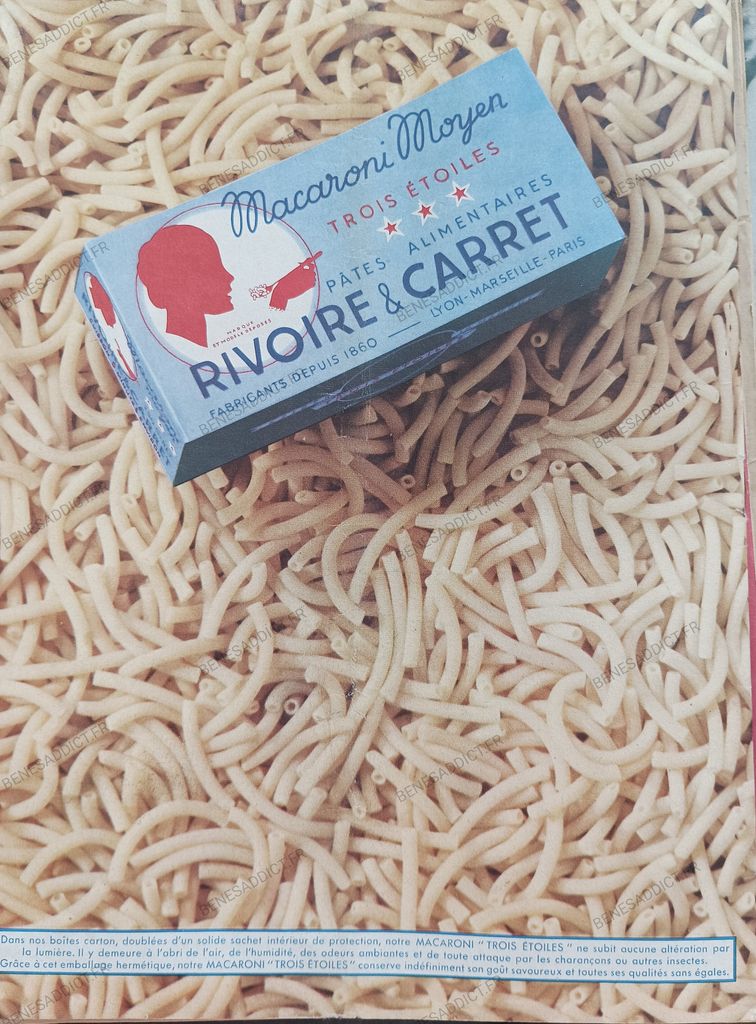 Macaroni Moyen
TROIS ÉTOILES
PÂTES ALIMENTAIRES
RIVOIRE & CARRET
FABRICANTS DEPUIS 1860 — LYON-MARSEILLE-PARIS
MARQUE
ET MODÈLE DÉPOSÉS
Dans nos boîtes carton, doublées d'un solide sachet intérieur de protection, notre MACARONI "TROIS ÉTOILES" ne subit aucune altération par
la lumière. Il y demeure à l'abri de l'air, de l'humidité, des odeurs ambiantes et de toute attaque par les charançons ou autres insectes.
Grâce à cet emballage hermétique, notre MACARONI "TROIS ÉTOILES" conserve indéfiniment son goût savoureux et toutes ses qualités sans égales.
BENESADDICT.FR